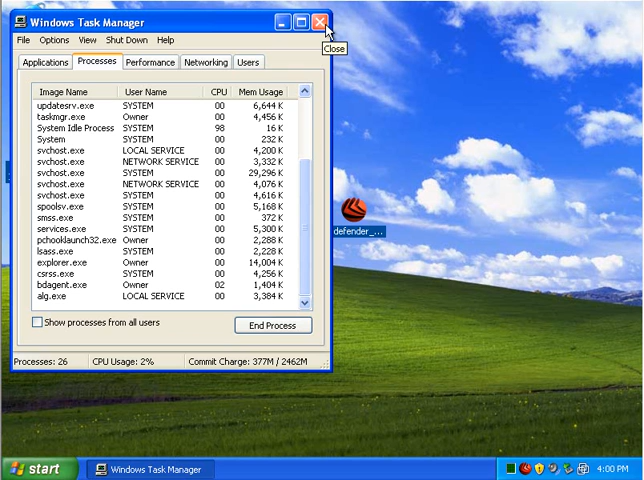 Windows Task Manager
File Options View Shut Down Help
Close
Applications Processes Performance Networking Users
Image Name User Name CPU Mem Usage
updatesrv.exe SYSTEM 00 6,644 K
taskmgr.exe Owner 00 4,456 K
System Idle Process SYSTEM 98 16 K
System SYSTEM 00 232 K
svchost.exe LOCAL SERVICE 00 4,200 K
svchost.exe NETWORK SERVICE 00 3,332 K
svchost.exe SYSTEM 00 29,296 K
svchost.exe NETWORK SERVICE 00 4,076 K
svchost.exe SYSTEM 00 4,616 K
spoolsv.exe SYSTEM 00 5,168 K
smss.exe SYSTEM 00 372 K
services.exe SYSTEM 00 5,300 K
pchooklaunch32.exe Owner 00 2,288 K
lsass.exe SYSTEM 00 2,228 K
explorer.exe Owner 00 14,004 K
csrss.exe SYSTEM 00 4,256 K
bdagent.exe Owner 02 1,404 K
alg.exe LOCAL SERVICE 00 3,384 K
Show processes from all users
End Process
Processes: 26 CPU Usage: 2% Commit Charge: 377M / 2462M
defender_...
start Windows Task Manager 4:00 PM